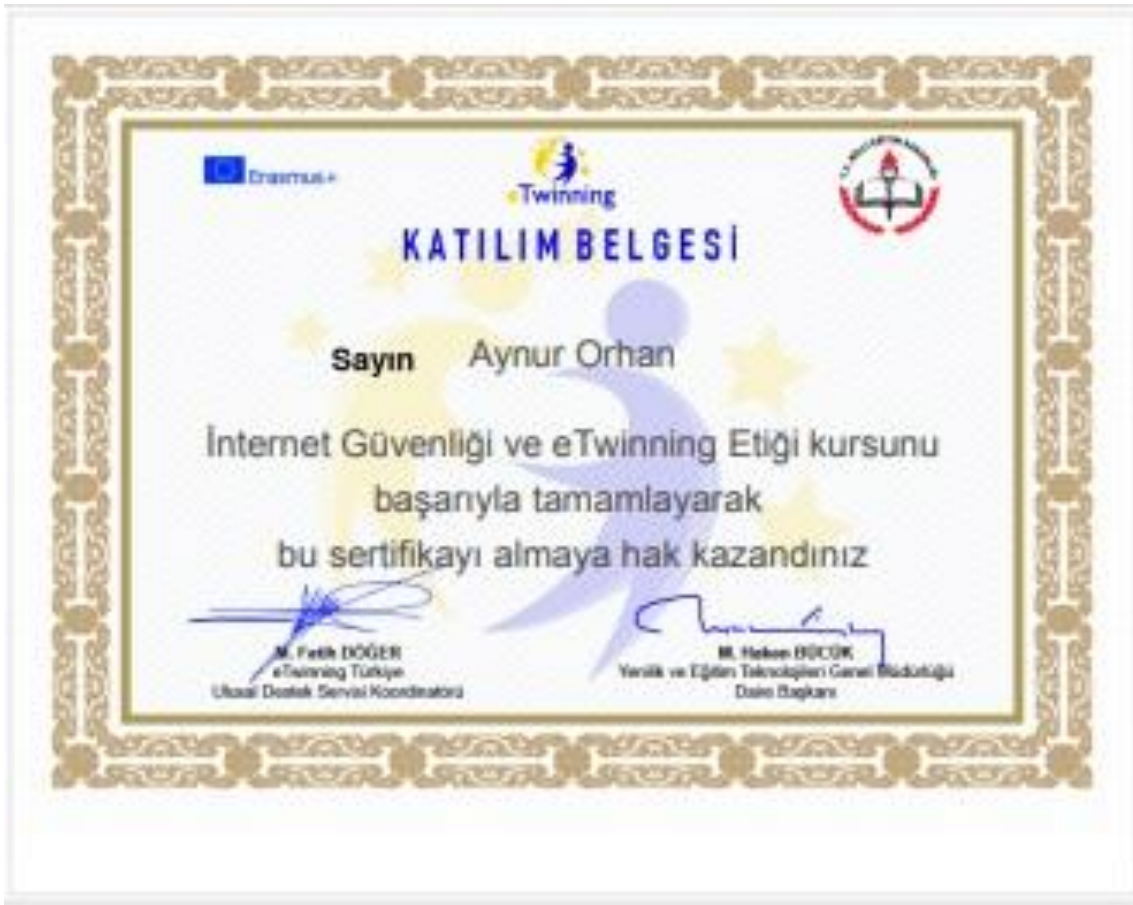 Erasmus+
eTwinning
KATILIM BELGESİ
Sayın Aynur Orhan
İnternet Güvenliği ve eTwinning Etiği kursunu
başarıyla tamamlayarak
bu sertifikayı almaya hak kazandınız
M. Fatih DÖĞER
eTwinning Türkiye
Ulusal Destek Servisi Koordinatörü
M. Hakan BÜCÜK
Yenilik ve Eğitim Teknolojileri Genel Müdürlüğü
Daire Başkanı